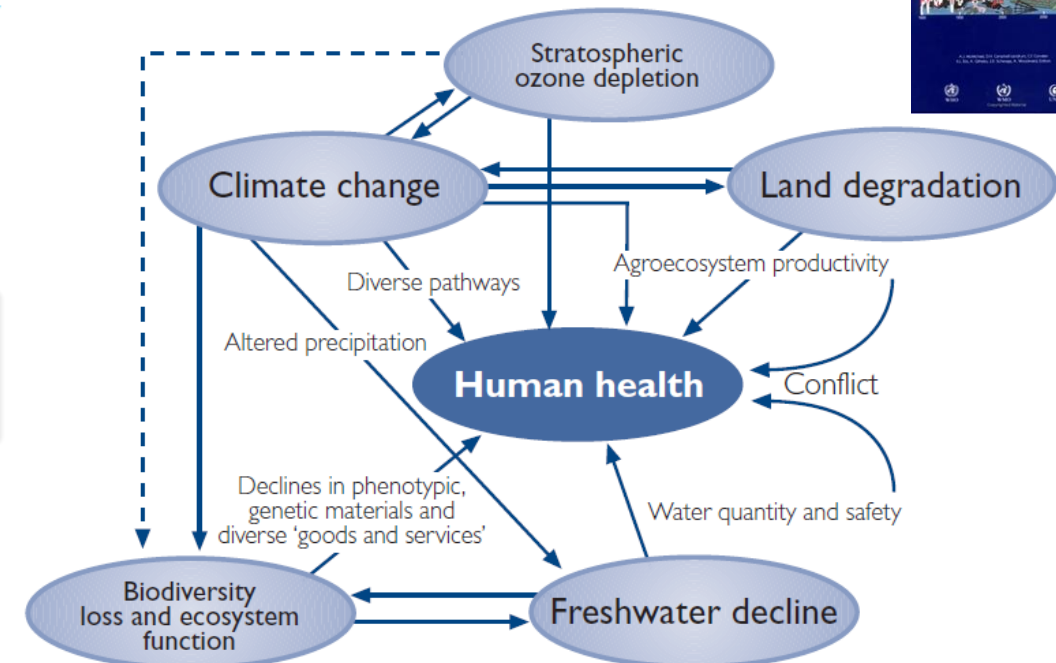 Stratospheric
ozone depletion
Climate change
Land degradation
Diverse pathways
Agroecosystem productivity
Altered precipitation
Human health
Conflict
Declines in phenotypic,
genetic materials and
diverse ‘goods and services’
Water quantity and safety
Biodiversity
loss and ecosystem
function
Freshwater decline